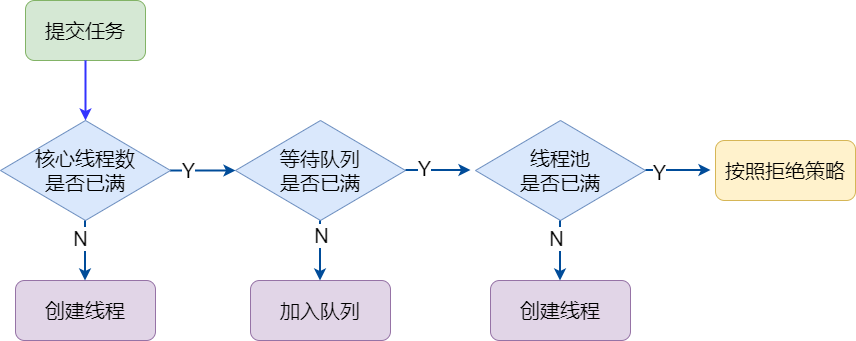 提交任务
核心线程数
是否已满
Y
等待队列
是否已满
Y
线程池
是否已满
Y
按照拒绝策略
N
N
N
创建线程
加入队列
创建线程